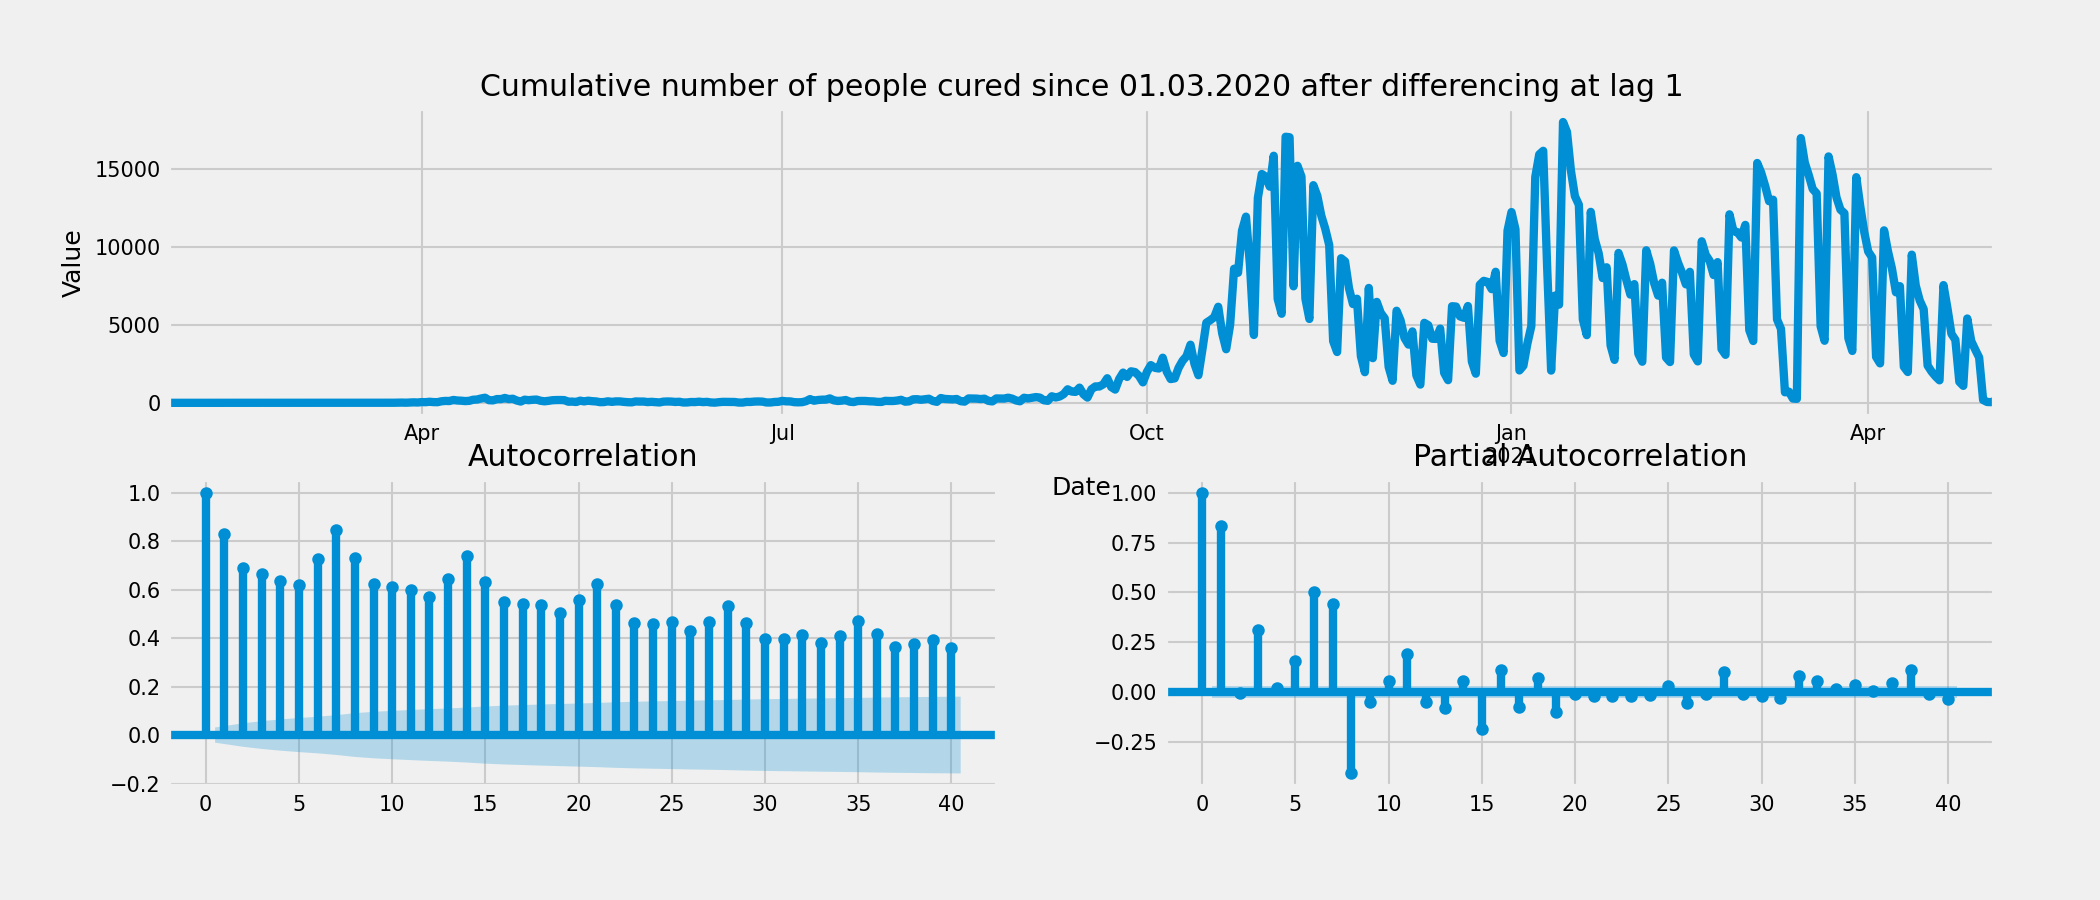 Cumulative number of people cured since 01.03.2020 after differencing at lag 1
Value
15000
10000
5000
0
Apr
Jul
Oct
Jan
2021
Apr
Date
Autocorrelation
1.0
0.8
0.6
0.4
0.2
0.0
−0.2
0 5 10 15 20 25 30 35 40
Partial Autocorrelation
1.00
0.75
0.50
0.25
0.00
−0.25
0 5 10 15 20 25 30 35 40